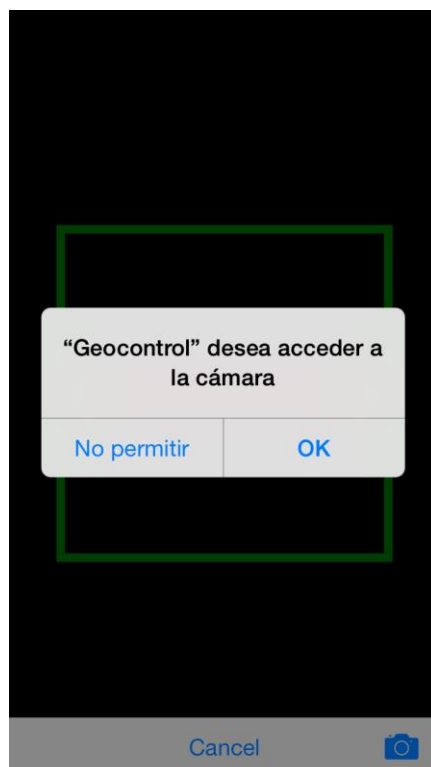 “Geocontrol” desea acceder a
la cámara
No permitir
OK
Cancel